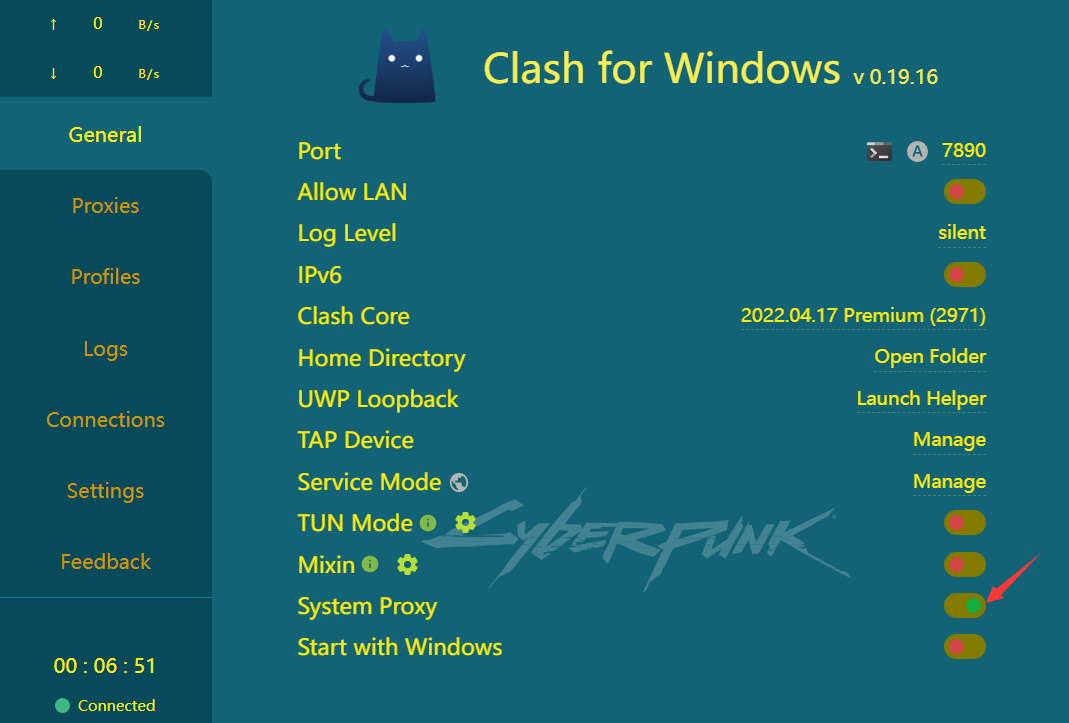 ↑ 0 B/s
↓ 0 B/s
General
Proxies
Profiles
Logs
Connections
Settings
Feedback
00 : 06 : 51
Connected
Clash for Windows v 0.19.16
Port A 7890
Allow LAN
Log Level silent
IPv6
Clash Core 2022.04.17 Premium (2971)
Home Directory Open Folder
UWP Loopback Launch Helper
TAP Device Manage
Service Mode Manage
TUN Mode
Mixin
System Proxy
Start with Windows
Cyberpunk